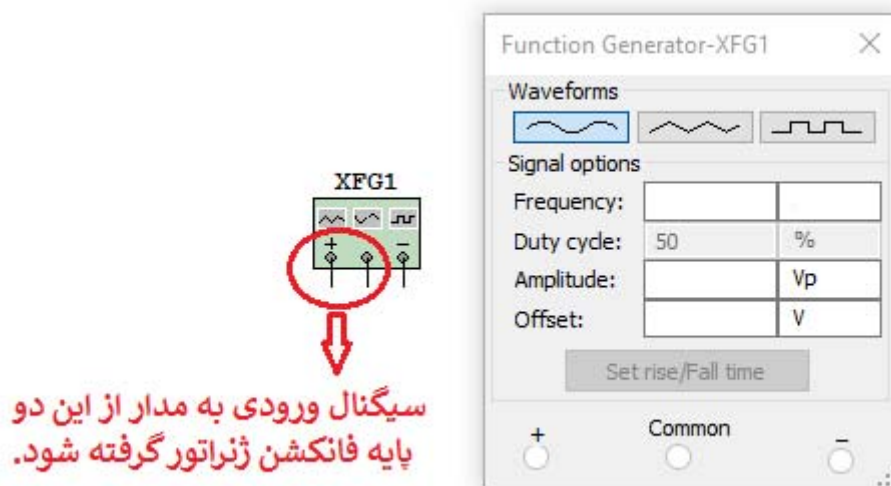 Function Generator-XFG1
Waveforms
Signal options
Frequency:
Duty cycle: 50 %
Amplitude: Vp
Offset: V
Set rise/Fall time
+ Common -
XFG1
+ -
سیگنال ورودی به مدار از این دو
پایه فانکشن ژنراتور گرفته شود.